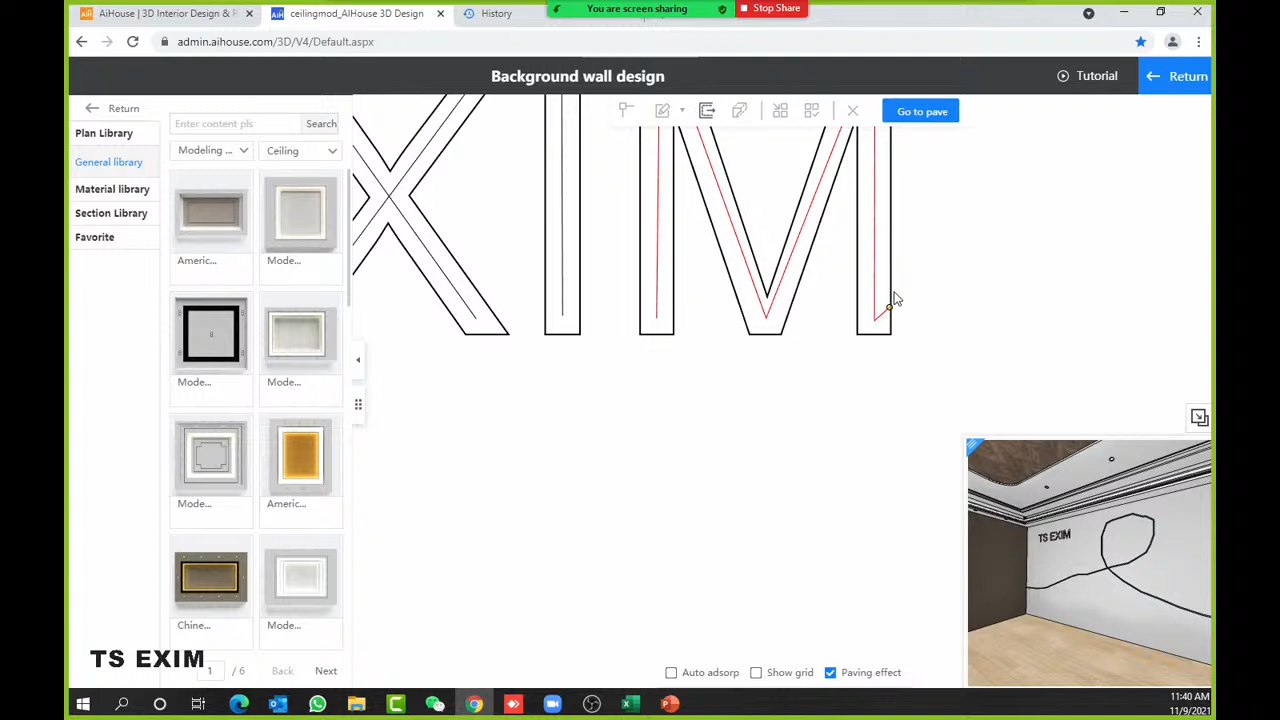 You are screen sharing
Stop Share
AiHouse | 3D Interior Design & R
ceilingmod_AIHouse 3D Design
History
admin.aihouse.com/3D/V4/Default.aspx
Background wall design
Tutorial
Return
Return
Plan Library
General library
Material library
Section Library
Favorite
Enter content pls
Search
Modeling ...
Ceiling
Go to pave
Americ...
Mode...
Mode...
Mode...
Mode...
Americ...
Chine...
Mode...
1 / 6
Back
Next
XIM
TS EXIM
TS EXIM
Auto adsorp
Show grid
Paving effect
11:40 AM
11/9/2021